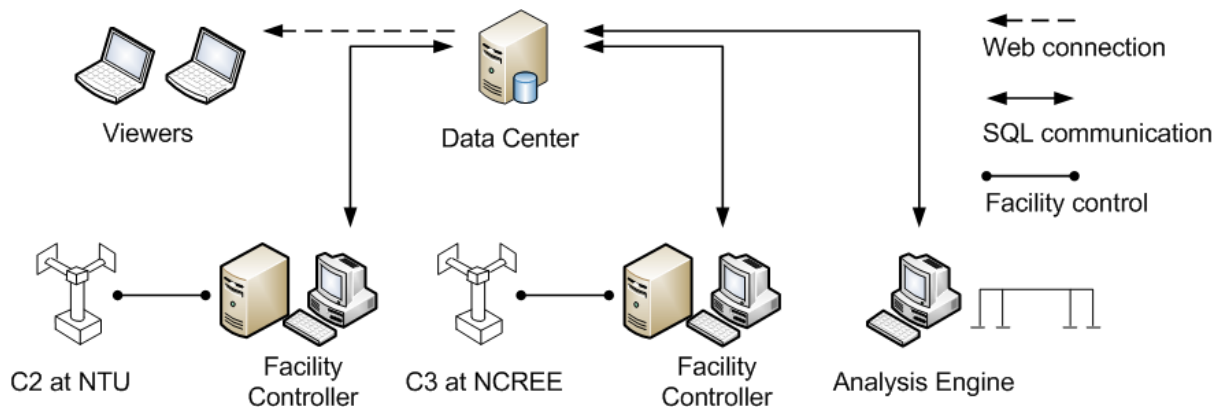 Web connection
Viewers
Data Center
SQL communication
Facility control
C2 at NTU
Facility
Controller
C3 at NCREE
Facility
Controller
Analysis Engine